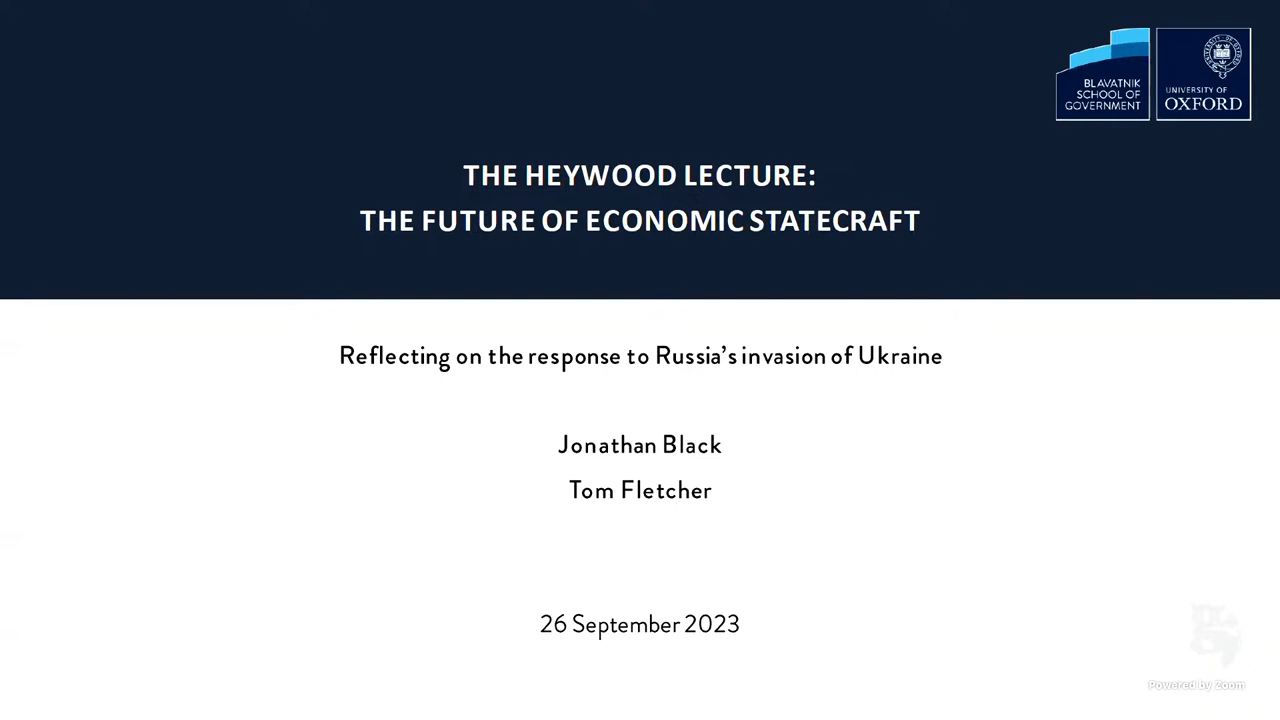 BLAVATNIK
SCHOOL OF
GOVERNMENT
UNIVERSITY OF
OXFORD
THE HEYWOOD LECTURE:
THE FUTURE OF ECONOMIC STATECRAFT
Reflecting on the response to Russia’s invasion of Ukraine
Jonathan Black
Tom Fletcher
26 September 2023
Powered by Zoom